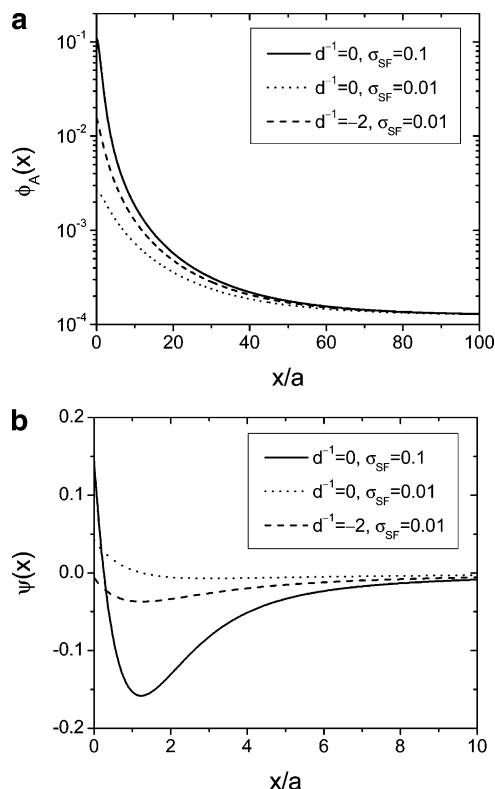 a
d⁻¹=0, σSF=0.1
d⁻¹=0, σSF=0.01
d⁻¹=−2, σSF=0.01
ϕA(x)
10⁻¹
10⁻²
10⁻³
10⁻⁴
0 20 40 60 80 100
x/a
b
d⁻¹=0, σSF=0.1
d⁻¹=0, σSF=0.01
d⁻¹=−2, σSF=0.01
ψ(x)
0.2
0.1
0.0
-0.1
-0.2
0 2 4 6 8 10
x/a